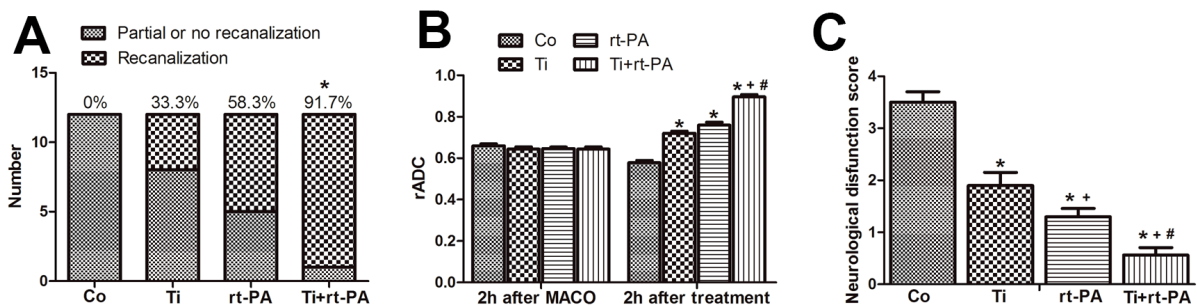 A
Partial or no recanalization
Recanalization
Number
15
10
5
0
0%
33.3%
58.3%
*
91.7%
Co
Ti
rt-PA
Ti+rt-PA
B
Co
rt-PA
Ti
Ti+rt-PA
rADC
1.0
0.8
0.6
0.4
0.2
0.0
*
*
* + #
2h after MACO
2h after treatment
C
Neurological disfunction score
4
3
2
1
0
*
* +
* + #
Co
Ti
rt-PA
Ti+rt-PA